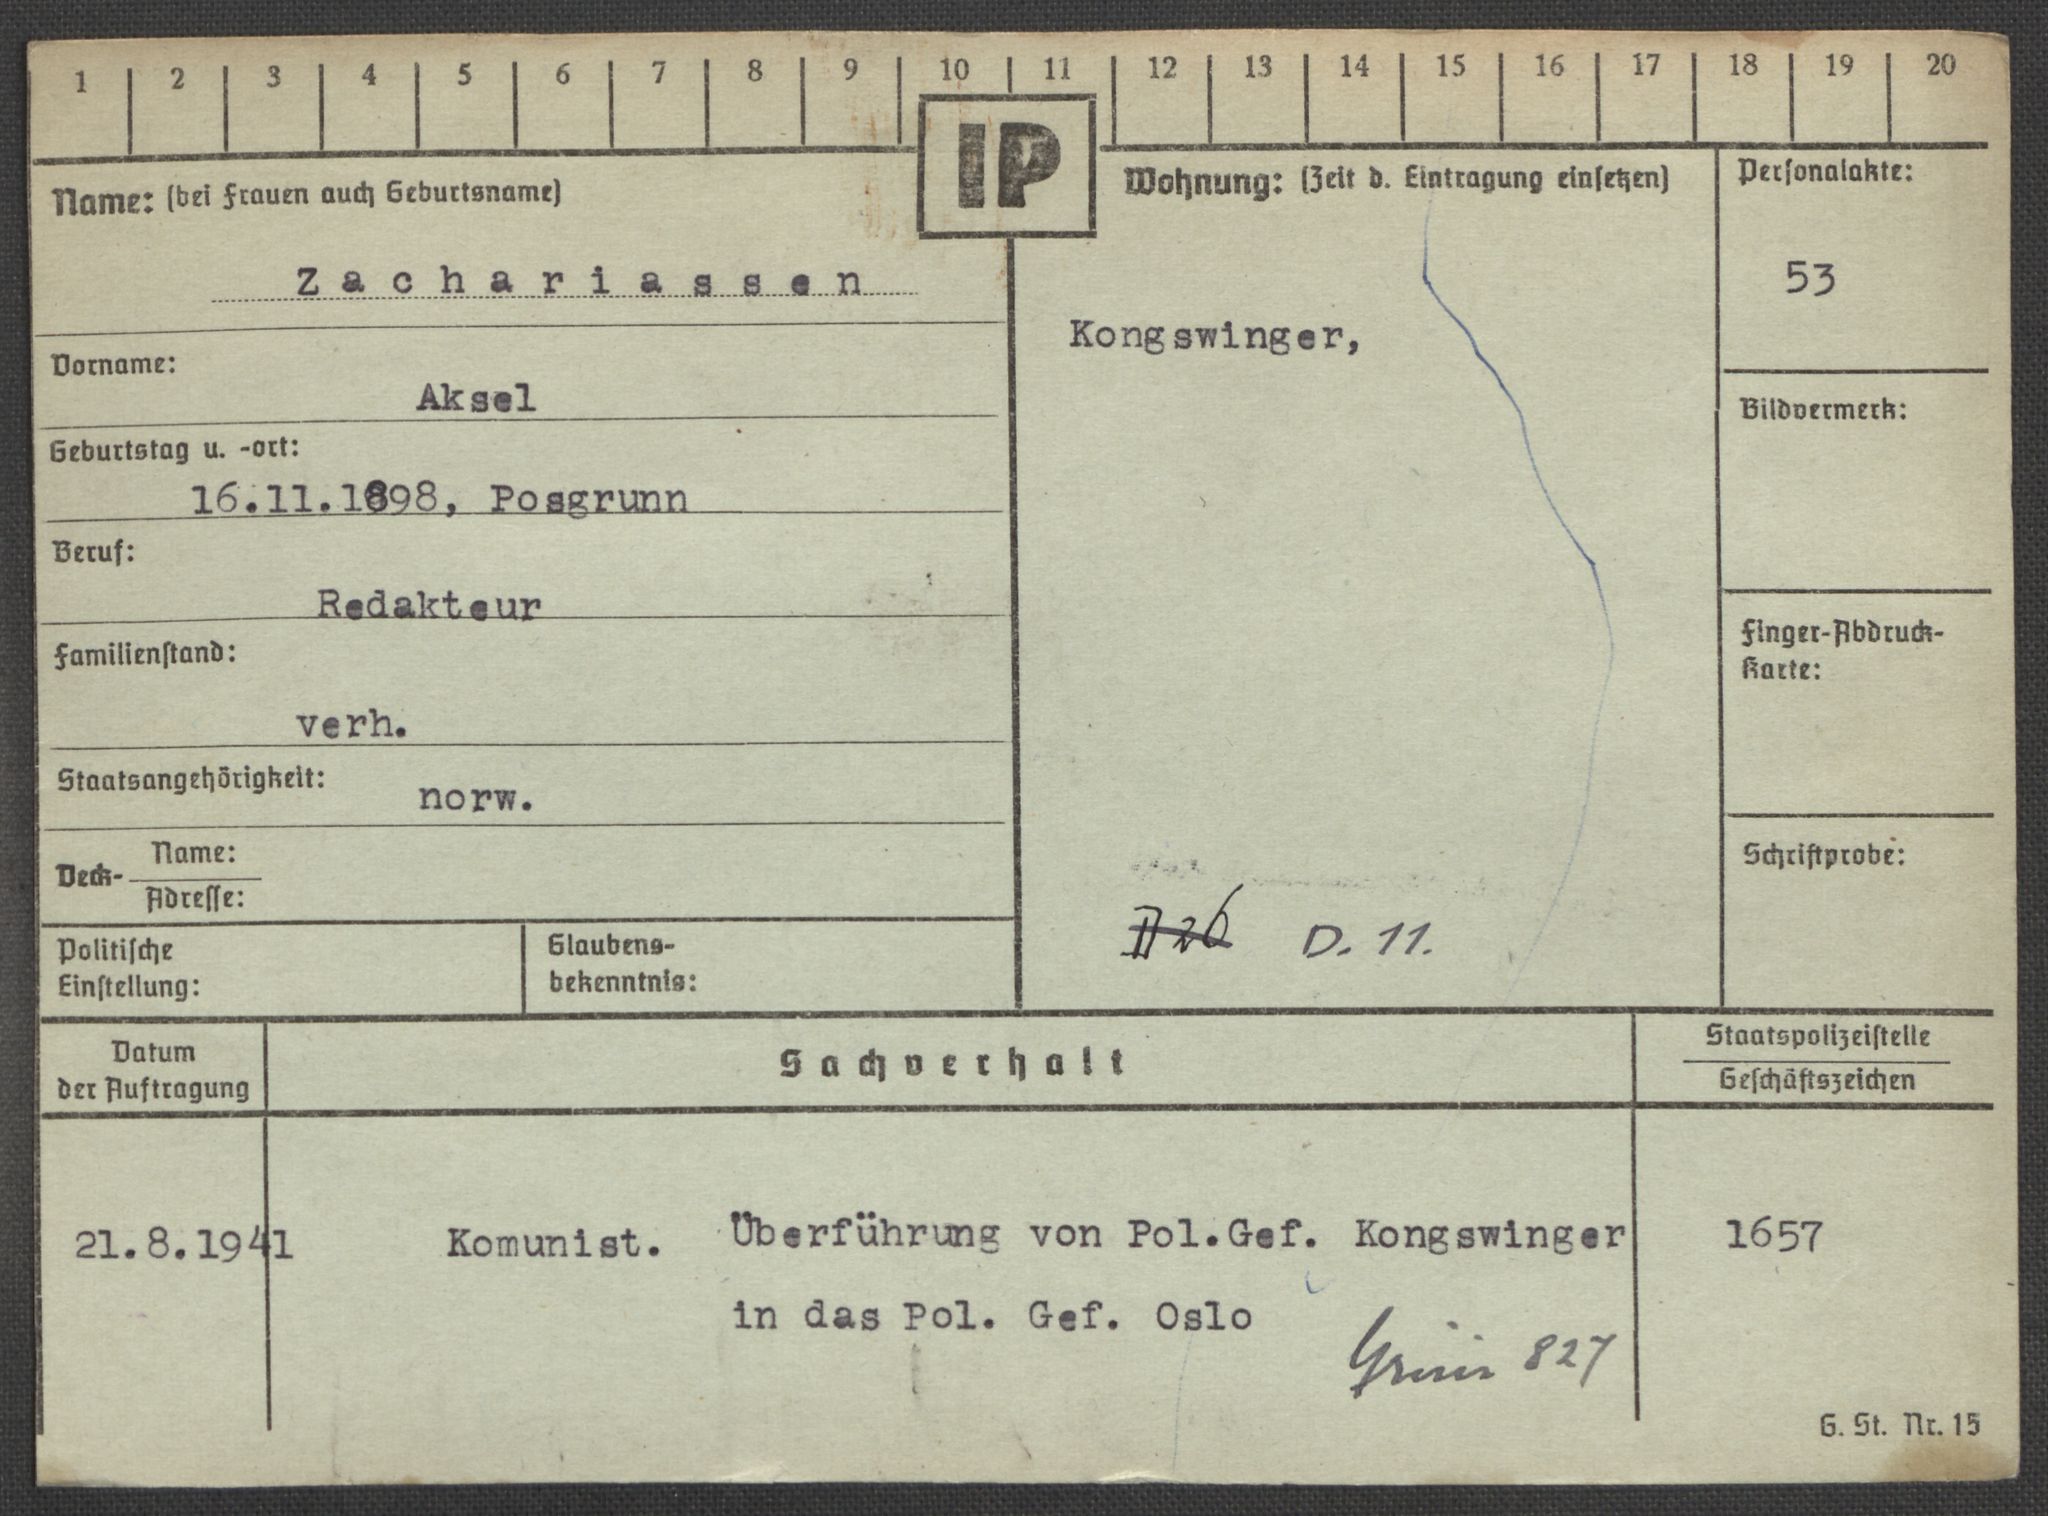 1 2 3 4 5 6 7 8 9 10 11 12 13 14 15 16 17 18 19 20
IP
Name: (bei Frauen auch Geburtsname)
Zachariassen
Vorname:
Aksel
Geburtstag u. -ort:
16.11.1898, Posgrunn
Beruf:
Redakteur
Familienstand:
verh.
Staatsangehörigkeit:
norw.
Deck-
Name:
Adresse:
Politische
Einstellung:
Glaubens-
bekenntnis:
Wohnung: (Zeit d. Eintragung einsetzen)
Kongswinger,
D. 11.
Personalakte:
53
Bildvermerk:
Finger-Abdruck-
Karte:
Schriftprobe:
Datum
der Auftragung
Sachverhalt
Staatspolizeistelle
Geschäftszeichen
21.8.1941 Komunist. Überführung von Pol.Gef. Kongswinger 1657
in das Pol. Gef. Oslo
Grini 827
G. St. Nr. 15